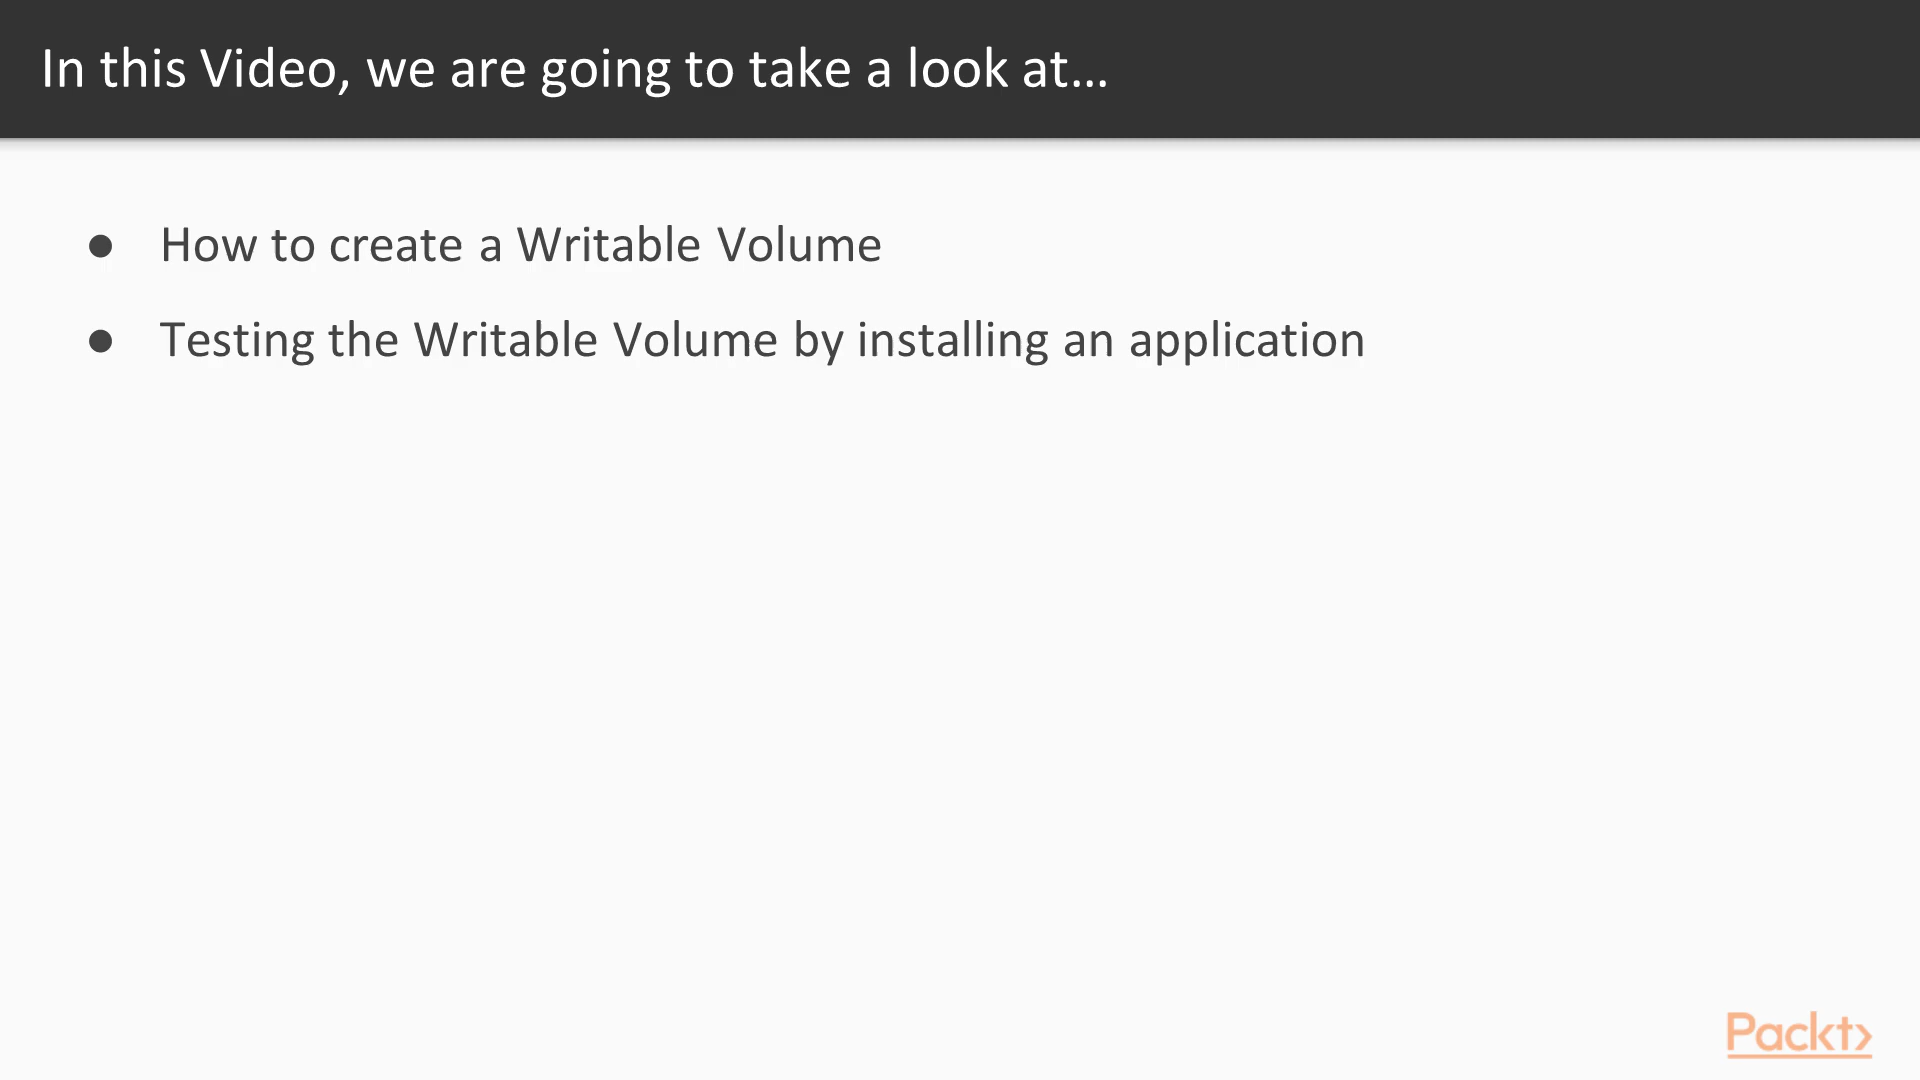 In this Video, we are going to take a look at...
● How to create a Writable Volume
● Testing the Writable Volume by installing an application
Packt>